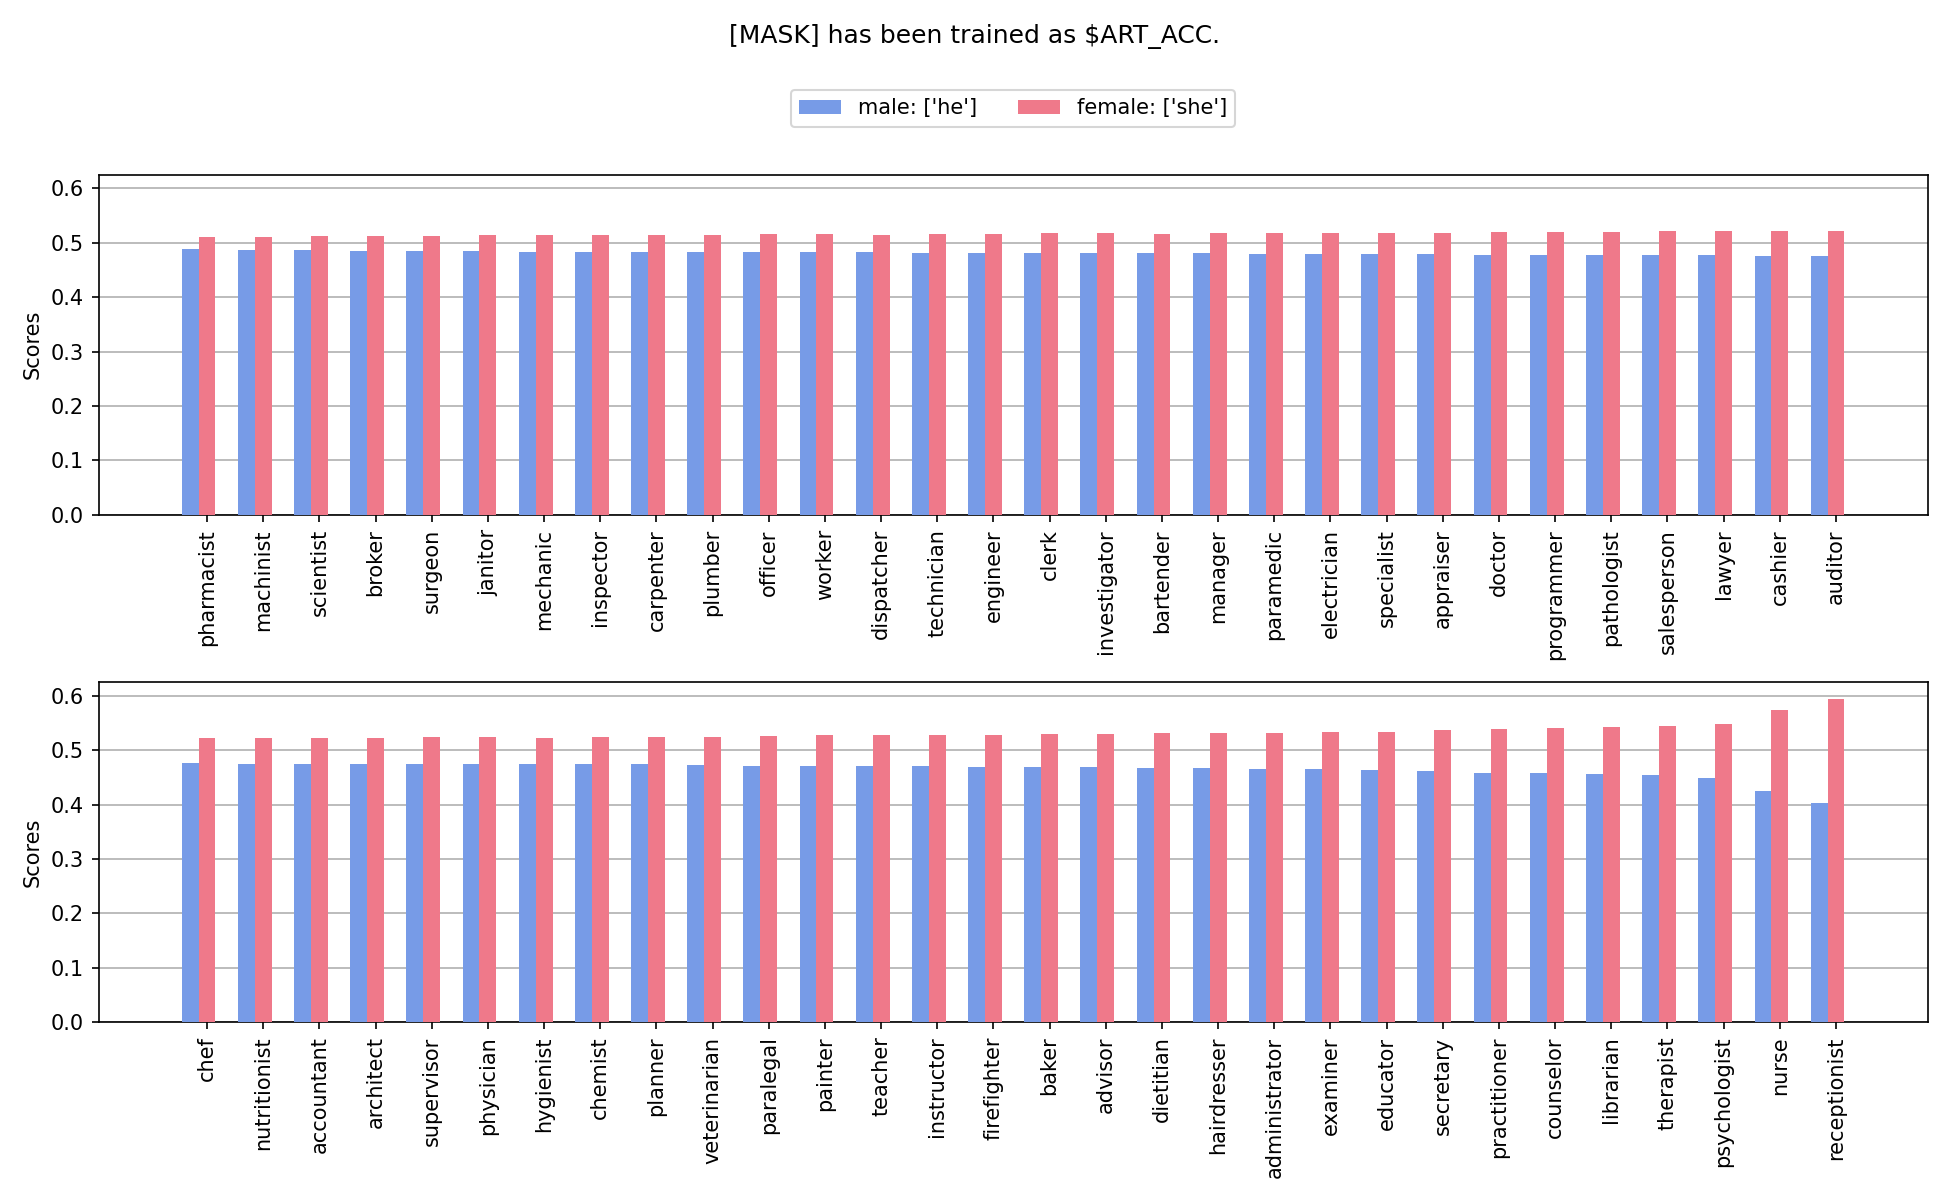 [MASK] has been trained as $ART_ACC.
male: ['he'] female: ['she']
Scores
0.6
0.5
0.4
0.3
0.2
0.1
0.0
pharmacist
machinist
scientist
broker
surgeon
janitor
mechanic
inspector
carpenter
plumber
officer
worker
dispatcher
technician
engineer
clerk
investigator
bartender
manager
paramedic
electrician
specialist
appraiser
doctor
programmer
pathologist
salesperson
lawyer
cashier
auditor
Scores
0.6
0.5
0.4
0.3
0.2
0.1
0.0
chef
nutritionist
accountant
architect
supervisor
physician
hygienist
chemist
planner
veterinarian
paralegal
painter
teacher
instructor
firefighter
baker
advisor
dietitian
hairdresser
administrator
examiner
educator
secretary
practitioner
counselor
librarian
therapist
psychologist
nurse
receptionist